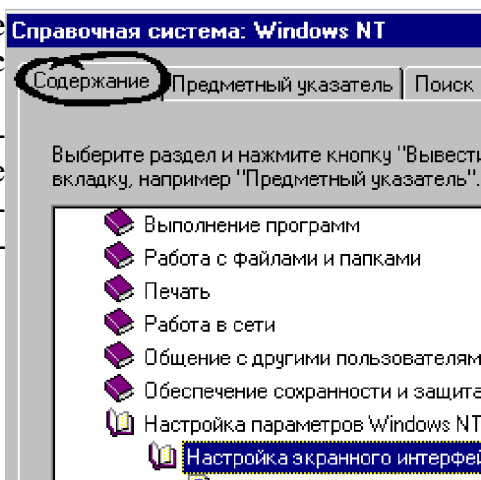 Справочная система: Windows NT
Содержание Предметный указатель Поиск
Выберите раздел и нажмите кнопку "Вывести
вкладку, например "Предметный указатель".
Выполнение программ
Работа с файлами и папками
Печать
Работа в сети
Общение с другими пользователям
Обеспечение сохранности и защита
Настройка параметров Windows NT
Настройка экранного интерфей